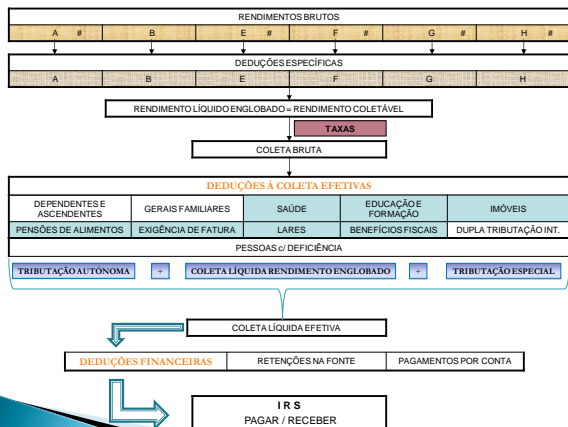 RENDIMENTOS BRUTOS
A # B E # F # G # H #
DEDUÇÕES ESPECÍFICAS
A B E F G H
RENDIMENTO LÍQUIDO ENGLOBADO = RENDIMENTO COLETÁVEL
TAXAS
COLETA BRUTA
DEDUÇÕES À COLETA EFETIVAS
DEPENDENTES E ASCENDENTES
GERAIS FAMILIARES
SAÚDE
EDUCAÇÃO E FORMAÇÃO
IMÓVEIS
PENSÕES DE ALIMENTOS
EXIGÊNCIA DE FATURA
LARES
BENEFÍCIOS FISCAIS
DUPLA TRIBUTAÇÃO INT.
PESSOAS c/ DEFICIÊNCIA
TRIBUTAÇÃO AUTÓNOMA + COLETA LÍQUIDA RENDIMENTO ENGLOBADO + TRIBUTAÇÃO ESPECIAL
COLETA LÍQUIDA EFETIVA
DEDUÇÕES FINANCEIRAS
RETENÇÕES NA FONTE
PAGAMENTOS POR CONTA
I R S
PAGAR / RECEBER